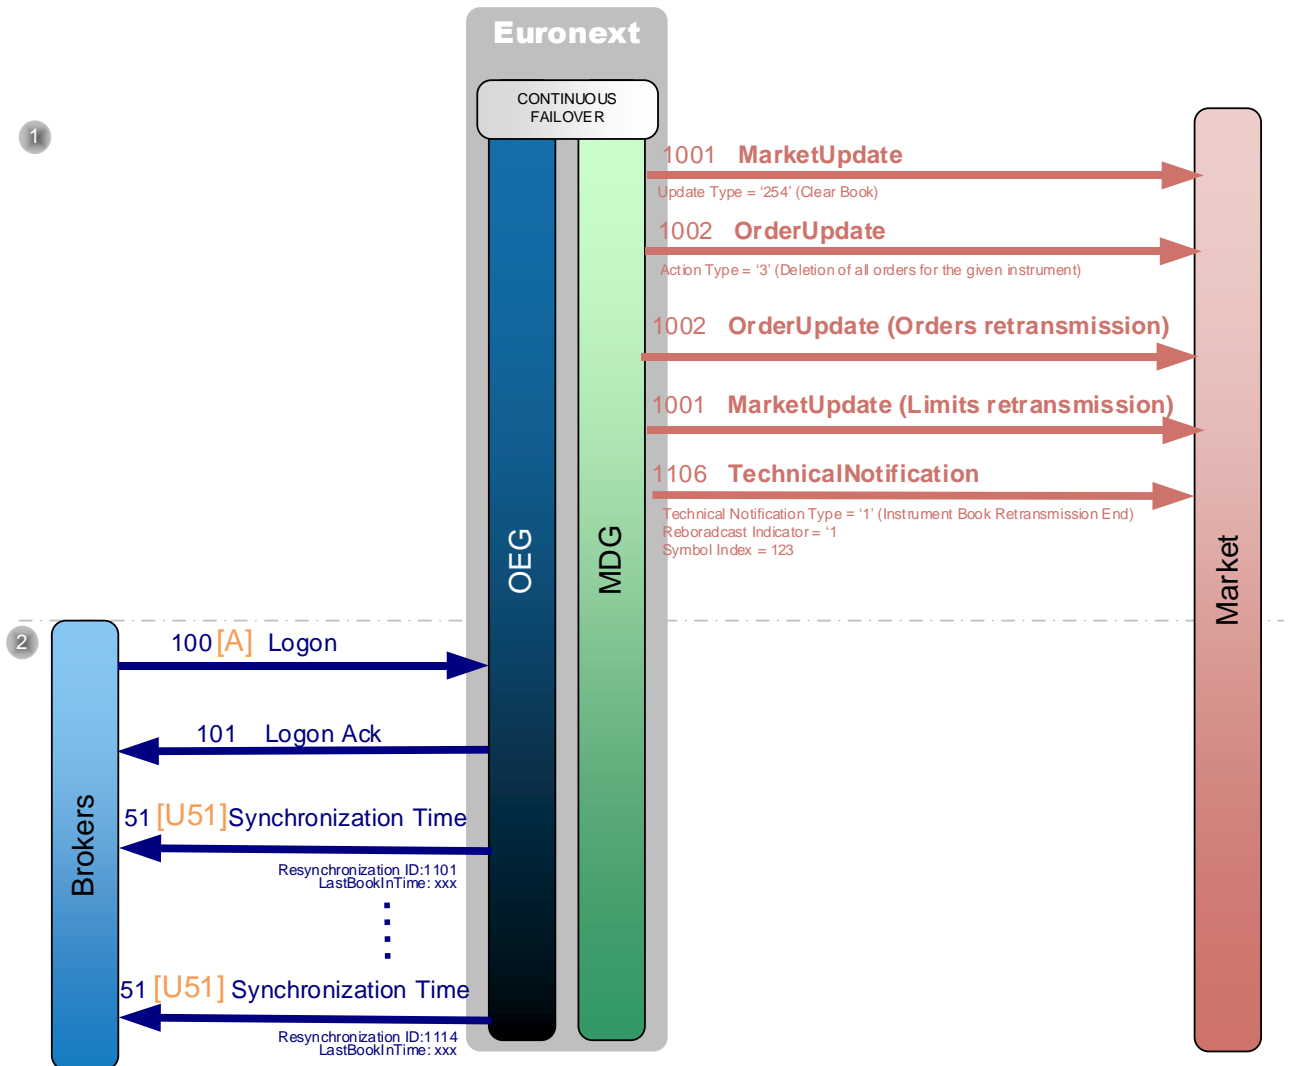 Euronext
CONTINUOUS
FAILOVER
1
1001 MarketUpdate
Update Type = ‘254’ (Clear Book)
1002 OrderUpdate
Action Type = ‘3’ (Deletion of all orders for the given instrument)
1002 OrderUpdate (Orders retransmission)
1001 MarketUpdate (Limits retransmission)
1106 TechnicalNotification
Technical Notification Type = ‘1’ (Instrument Book Retransmission End)
Reboradcast Indicator = ‘1
Symbol Index = 123
OEG
MDG
Market
2
100 [A] Logon
101 Logon Ack
Brokers
51 [U51] Synchronization Time
Resynchronization ID:1101
LastBookInTime: xxx
51 [U51] Synchronization Time
Resynchronization ID:1114
LastBookInTime: xxx